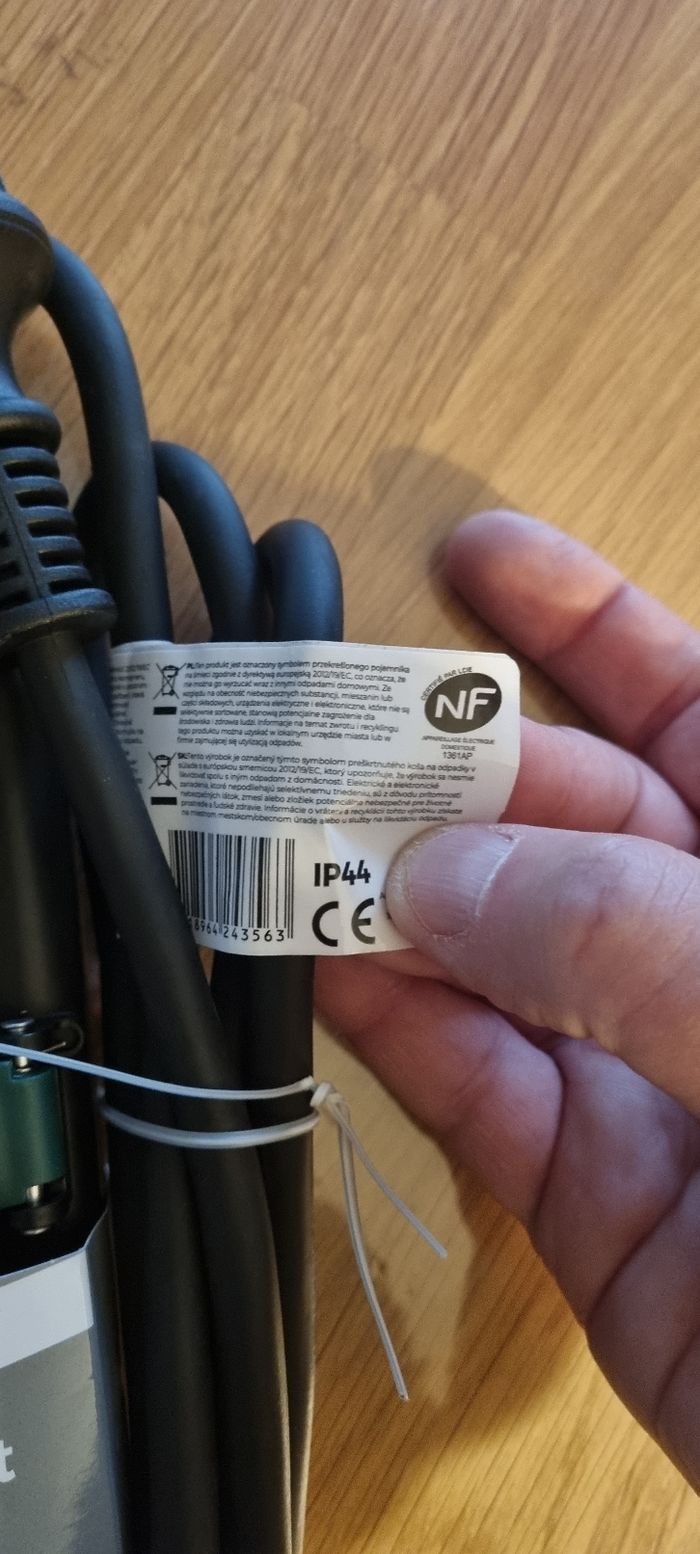 PL:Ten produkt jest oznaczony symbolem przekreślonego pojemnika
na śmieci zgodnie z dyrektywą europejską 2012/19/EC, co oznacza, że
nie można go wyrzucać wraz z innymi odpadami domowymi. Ze
względu na obecność niebezpiecznych substancji, mieszanin lub
części składowych, urządzenia elektryczne i elektroniczne, które nie są
selektywnie sortowane, stanowią potencjalne zagrożenie dla
środowiska i zdrowia ludzi. Informacje na temat zwrotu i recyklingu
tego produktu można uzyskać w lokalnym urzędzie miasta lub w
firmie zajmującej się utylizacją odpadów.
SK:Tento výrobok je označený týmto symbolom preškrtnutého koša na odpadky v
súlade s európskou smernicou 2012/19/EC, ktorý upozorňuje, že výrobok sa nesmie
likvidovať spolu s iným odpadom z domácnosti. Elektrické a elektronické
zariadenia, ktoré nepodliehajú selektívnemu triedeniu, sú z dôvodu prítomnosti
nebezpečných látok, zmesí alebo zložiek potenciálne nebezpečné pre životné
prostredie a ľudské zdravie. Informácie o vrátení a recyklácii tohto výrobku získate
na miestnom mestskom/obecnom úrade alebo u služby na likvidáciu odpadu.
CERTIFIÉ PAR LCIE
NF
APPAREILLAGE ÉLECTRIQUE
DOMESTIQUE
1361AP
IP44
CE
8964 243563
t